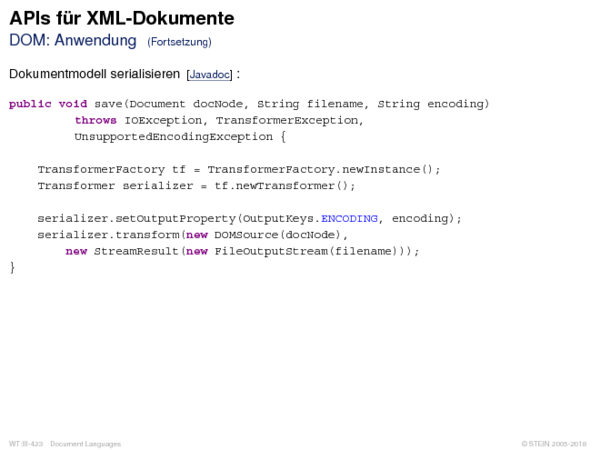 APIs für XML-Dokumente
DOM: Anwendung (Fortsetzung)
Dokumentmodell serialisieren [Javadoc] :
public void save(Document docNode, String filename, String encoding)
throws IOException, TransformerException,
UnsupportedEncodingException {
TransformerFactory tf = TransformerFactory.newInstance();
Transformer serializer = tf.newTransformer();
serializer.setOutputProperty(OutputKeys.ENCODING, encoding);
serializer.transform(new DOMSource(docNode),
new StreamResult(new FileOutputStream(filename)));
}
WT:III-423 Document Languages © STEIN 2005-2018